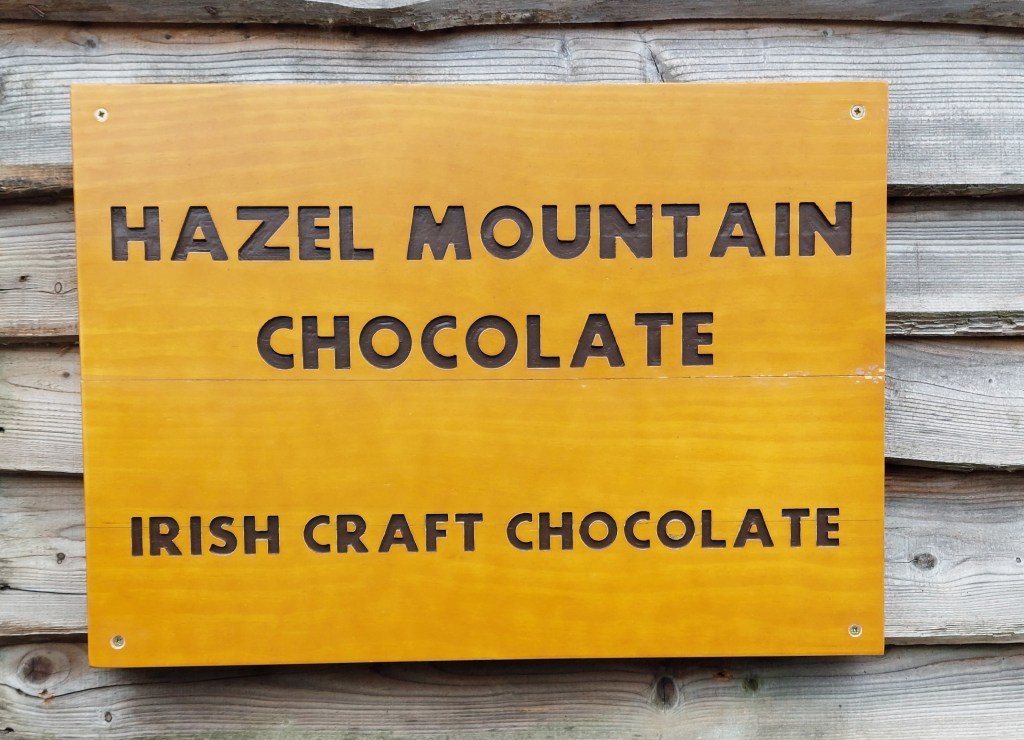 HAZEL MOUNTAIN
CHOCOLATE
IRISH CRAFT CHOCOLATE